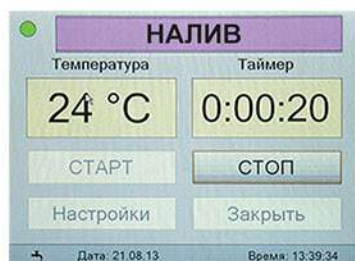 НАЛИВ
Температура Таймер
24 °C 0:00:20
СТАРТ СТОП
Настройки Закрыть
Дата: 21.08.13 Время: 13:39:34